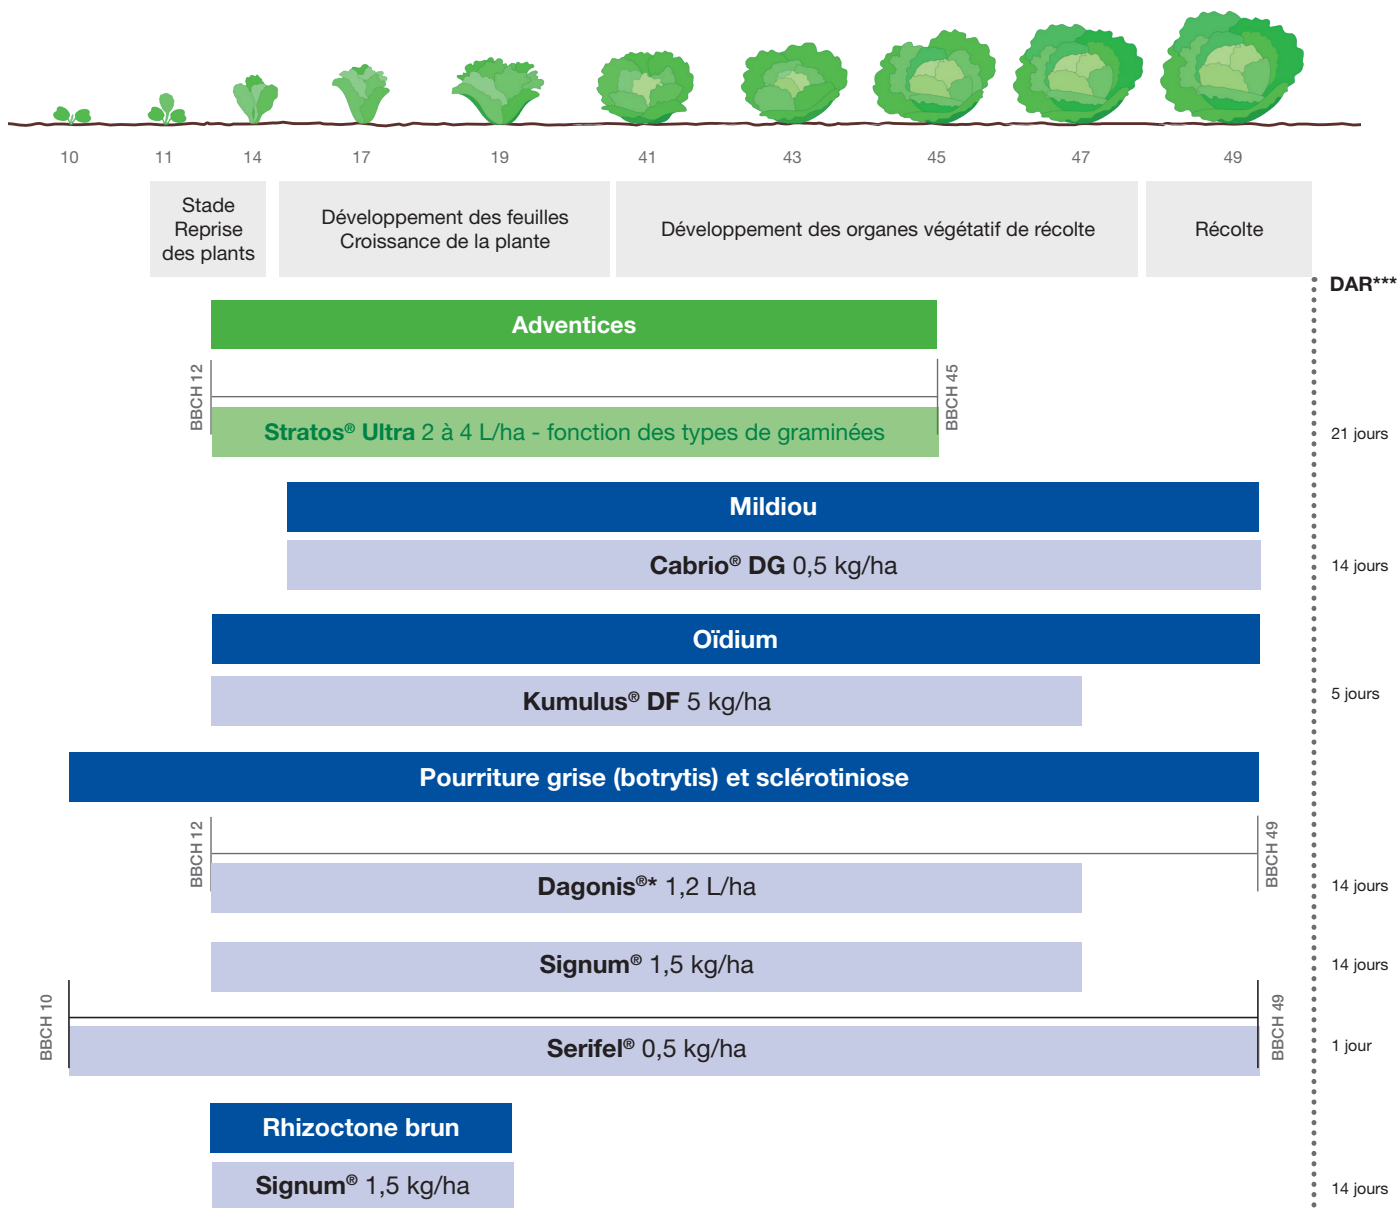 10 11 14 17 19 41 43 45 47 49
Stade
Reprise
des plants
Développement des feuilles
Croissance de la plante
Développement des organes végétatif de récolte
Récolte
DAR***
Adventices
BBCH 12
BBCH 45
Stratos® Ultra 2 à 4 L/ha - fonction des types de graminées
21 jours
Mildiou
Cabrio® DG 0,5 kg/ha
14 jours
Oïdium
Kumulus® DF 5 kg/ha
5 jours
Pourriture grise (botrytis) et sclérotiniose
BBCH 12
BBCH 49
Dagonis®* 1,2 L/ha
14 jours
Signum® 1,5 kg/ha
14 jours
BBCH 10
BBCH 49
Serifel® 0,5 kg/ha
1 jour
Rhizoctone brun
Signum® 1,5 kg/ha
14 jours